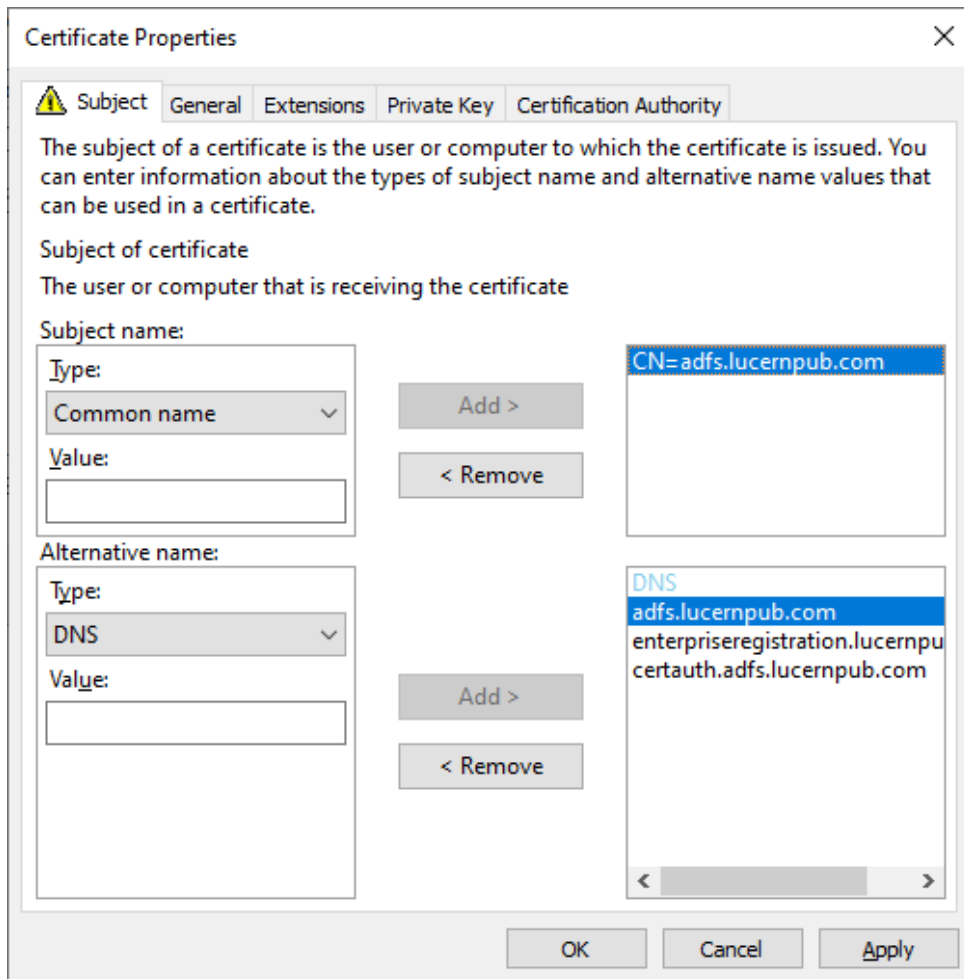 Certificate Properties
Subject General Extensions Private Key Certification Authority
The subject of a certificate is the user or computer to which the certificate is issued. You
can enter information about the types of subject name and alternative name values that
can be used in a certificate.
Subject of certificate
The user or computer that is receiving the certificate
Subject name:
Type:
Common name
Value:
Add >
< Remove
CN=adfs.lucernpub.com
Alternative name:
Type:
DNS
Value:
Add >
< Remove
DNS
adfs.lucernpub.com
enterpriseregistration.lucernpu
certauth.adfs.lucernpub.com
OK Cancel Apply